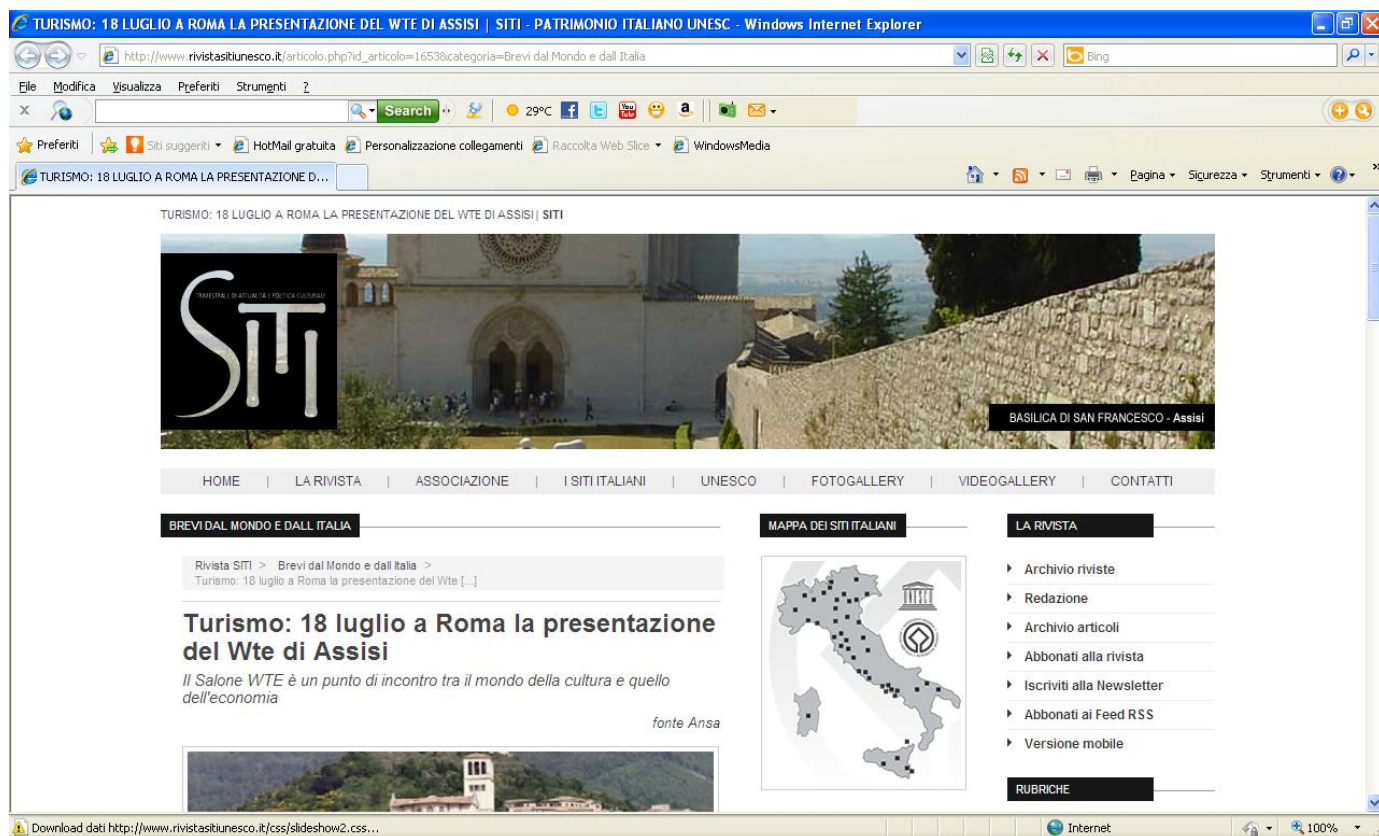 TURISMO: 18 LUGLIO A ROMA LA PRESENTAZIONE DEL WTE DI ASSISI | SITI - PATRIMONIO ITALIANO UNESC - Windows Internet Explorer
http://www.rivistasitiunesco.it/articolo.php?id_articolo=1653&categoria=Brevi dal Mondo e dall Italia
Bing
File Modifica Visualizza Preferiti Strumenti ?
x Search 29°C You Tube a
Preferiti Siti suggeriti HotMail gratuita Personalizzazione collegamenti Raccolta Web Slice WindowsMedia
TURISMO: 18 LUGLIO A ROMA LA PRESENTAZIONE D... Pagina Sicurezza Strumenti »
TURISMO: 18 LUGLIO A ROMA LA PRESENTAZIONE DEL WTE DI ASSISI | SITI
TRIMESTRALE DI ATTUALITÀ E POLITICA CULTURALE
SITI
BASILICA DI SAN FRANCESCO - Assisi
HOME | LA RIVISTA | ASSOCIAZIONE | I SITI ITALIANI | UNESCO | FOTOGALLERY | VIDEOGALLERY | CONTATTI
BREVI DAL MONDO E DALL ITALIA
Rivista SITI > Brevi dal Mondo e dall Italia >
Turismo: 18 luglio a Roma la presentazione del Wte [...]
Turismo: 18 luglio a Roma la presentazione
del Wte di Assisi
Il Salone WTE è un punto di incontro tra il mondo della cultura e quello
dell'economia
fonte Ansa
MAPPA DEI SITI ITALIANI
UNESCO
LA RIVISTA
Archivio riviste
Redazione
Archivio articoli
Abbonati alla rivista
Iscriviti alla Newsletter
Abbonati ai Feed RSS
Versione mobile
RUBRICHE
Download dati http://www.rivistasitiunesco.it/css/slideshow2.css...
Internet
100%